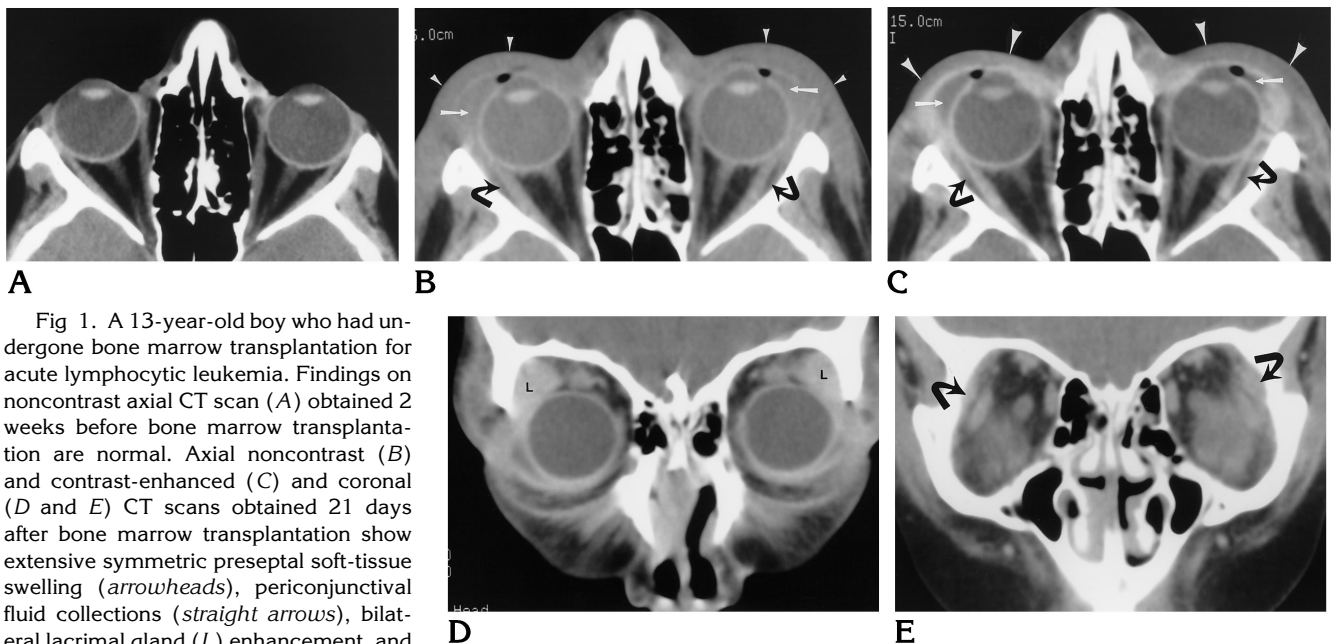 5.0cm
15.0cm
I
A
B
C
Fig 1. A 13-year-old boy who had un-
dergone bone marrow transplantation for
acute lymphocytic leukemia. Findings on
noncontrast axial CT scan (A) obtained 2
weeks before bone marrow transplanta-
tion are normal. Axial noncontrast (B)
and contrast-enhanced (C) and coronal
(D and E) CT scans obtained 21 days
after bone marrow transplantation show
extensive symmetric preseptal soft-tissue
swelling (arrowheads), periconjunctival
fluid collections (straight arrows), bilat-
eral lacrimal gland (L) enhancement, and
L
L
Head
D
E